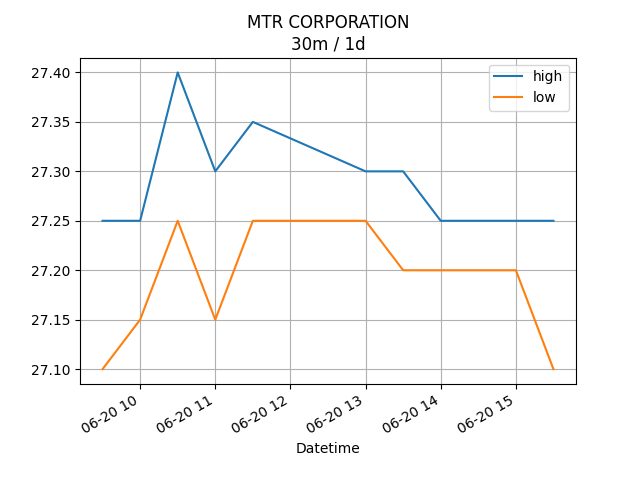 MTR CORPORATION
30m / 1d
high
low
27.40
27.35
27.30
27.25
27.20
27.15
27.10
06-20 10
06-20 11
06-20 12
06-20 13
06-20 14
06-20 15
Datetime